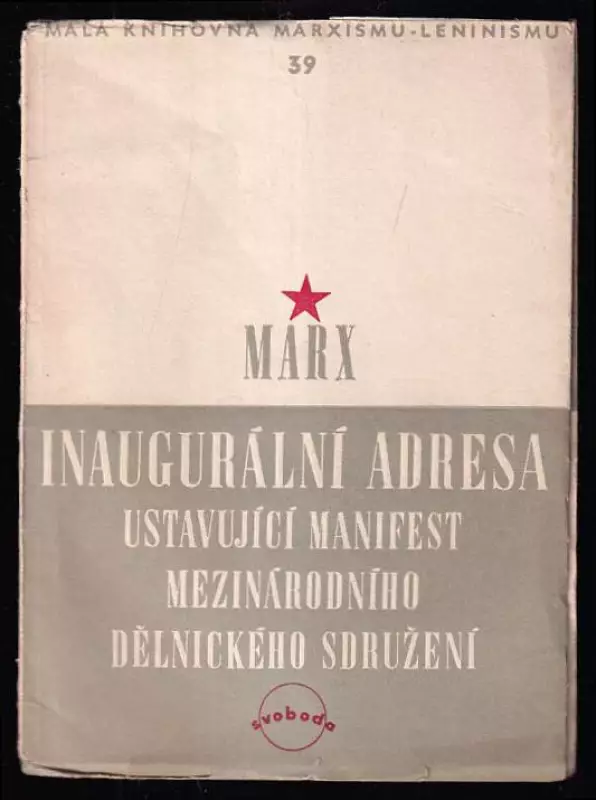 MALÁ KNIHOVNA MARXISMU-LENINISMU
39
MARX
INAUGURÁLNÍ ADRESA
USTAVUJÍCÍ MANIFEST
MEZINÁRODNÍHO
DĚLNICKÉHO SDRUŽENÍ
svoboda